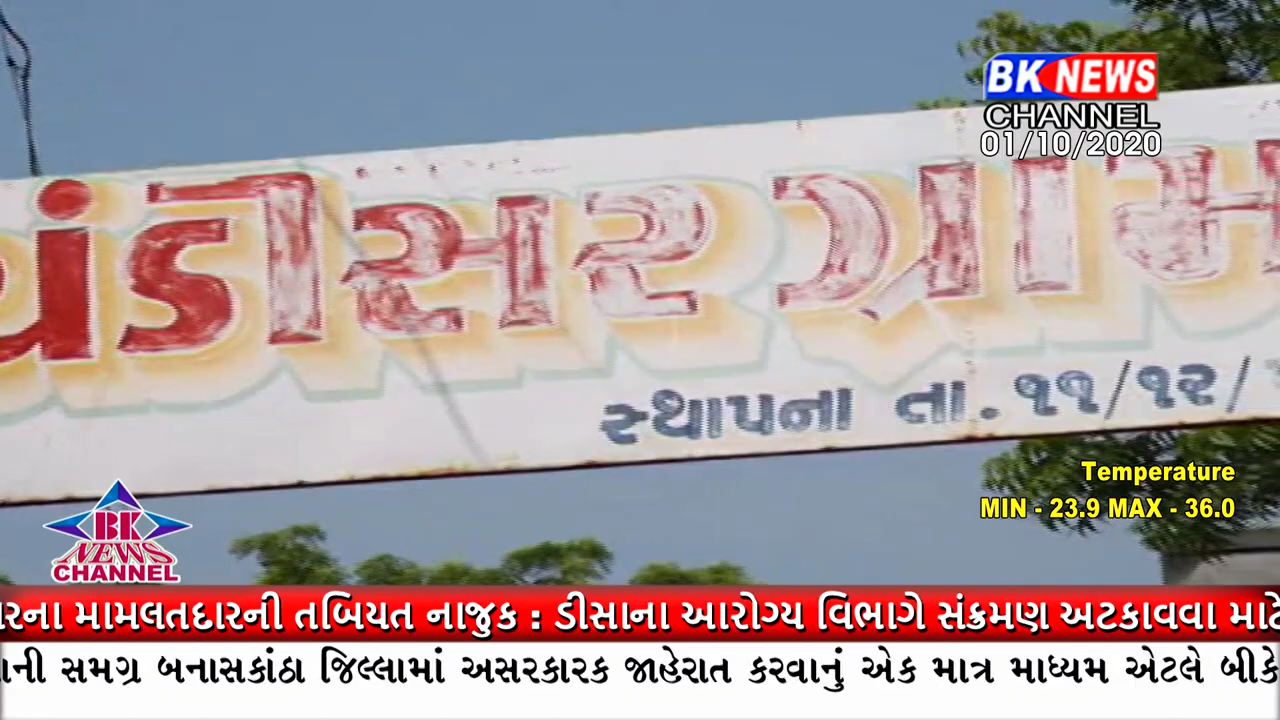 BK NEWS
CHANNEL
01/10/2020
ચંડીસર ગ્રામ
સ્થાપના તા. ૧૧/૧૨/
Temperature
MIN - 23.9 MAX - 36.0
BK
NEWS
CHANNEL
મામલતદારની તબિયત નાજુક : ડીસાના આરોગ્ય વિભાગે સંક્રમણ અટકાવવા માટે
સમગ્ર બનાસકાંઠા જિલ્લામાં અસરકારક જાહેરાત કરવાનું એક માત્ર માધ્યમ એટલે બીકે